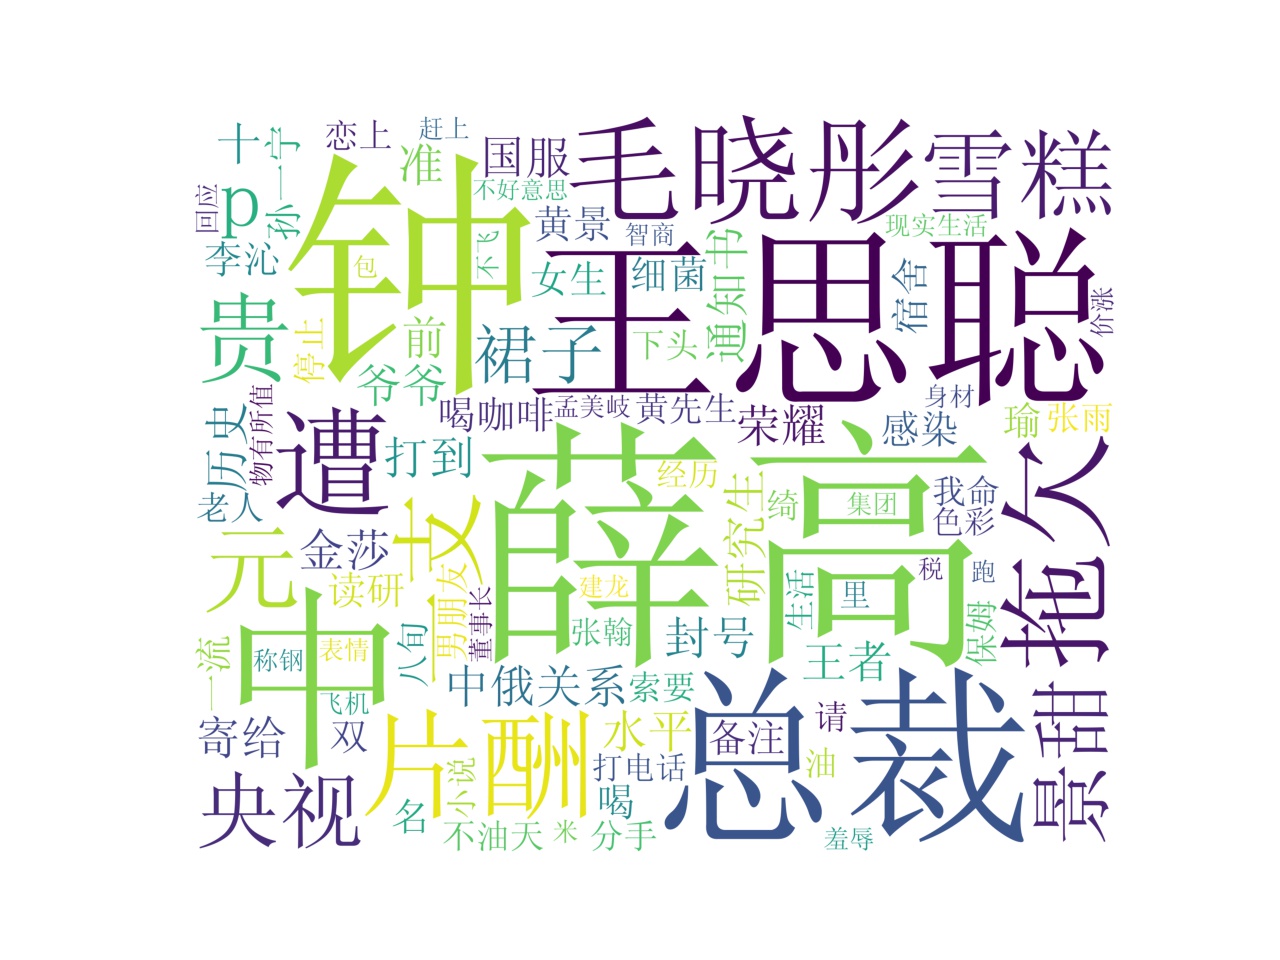 十
孙一宁
恋上
赶上
准
国服
毛晓彤
雪糕
回应
p
钟
不好意思
李沁
包
不飞
黄景
智商
通知书
现实生活
王思聪
女生
细菌
宿舍
价涨
贵
停止
前
裙子
下头
爷爷
历史
物有所值
遭
喝咖啡
孟美岐
黄先生
荣耀
感染
身材
瑜
张雨
打到
薛高
经历
研究生
绮
集团
我命
色彩
拖欠
老人
元
金莎
女
读研
男朋友
董事长
建龙
张翰
封号
生活
里
税
跑
保姆
王者
一流
中
称钢
表情
八旬
中俄关系
索要
飞机
总裁
请
备注
景甜
寄给
双
片酬
水平
打电话
油
央视
小说
名
喝
不油天
米
分手
羞辱